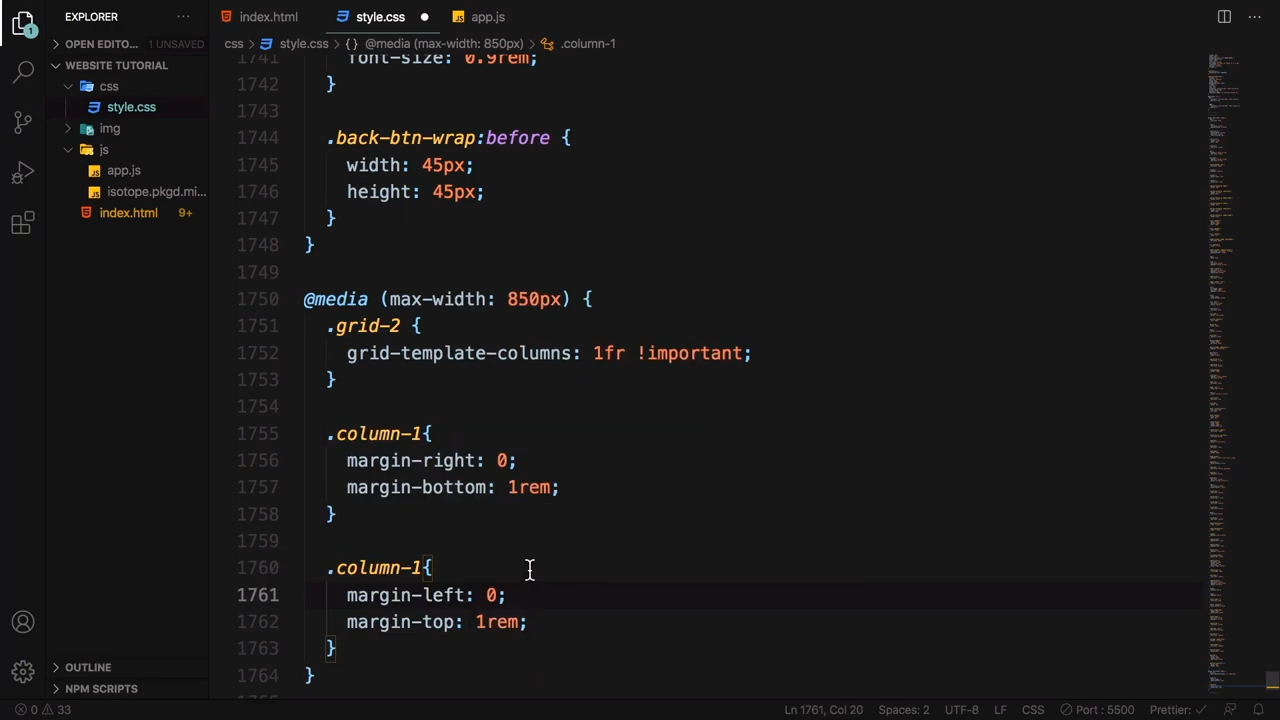 EXPLORER
index.html
style.css
app.js
OPEN EDITO... 1 UNSAVED
css > style.css > {} @media (max-width: 850px) > .column-1
WEBSITE TUTORIAL
css
style.css
img
js
app.js
isotope.pkgd.mi...
index.html 9+
1741 font-size: 0.9rem;
1742 }
1743
1744 .back-btn-wrap:before {
1745 width: 45px;
1746 height: 45px;
1747 }
1748 }
1749
1750 @media (max-width: 850px) {
1751 .grid-2 {
1752 grid-template-columns: 1fr !important;
1753 }
1754
1755 .column-1{
1756 margin-right: 0;
1757 margin-bottom: 1rem;
1758 }
1759
1760 .column-1{
1761 margin-left: 0;
1762 margin-top: 1rem;
1763 }
1764 }
1765
OUTLINE
NPM SCRIPTS
0 33
Ln 1761, Col 20 Spaces: 2 UTF-8 LF CSS Port : 5500 Prettier: ✓
1